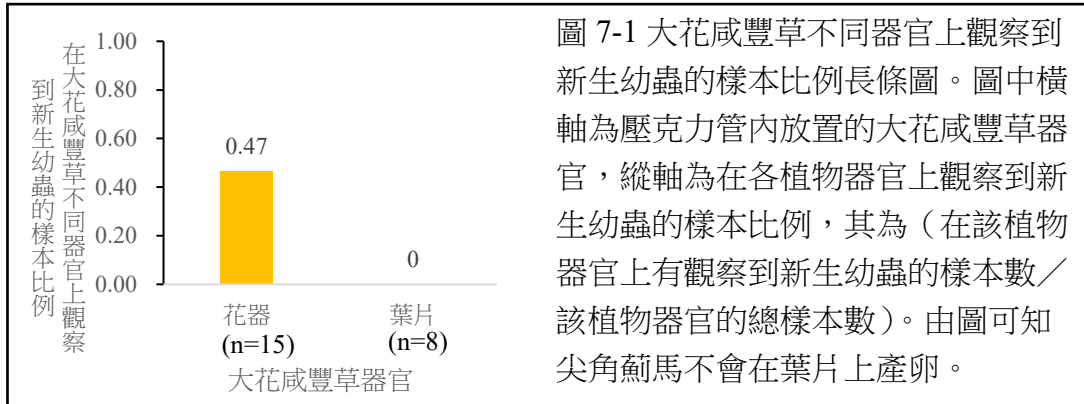 在大花咸豐草不同器官上觀察
到新生幼蟲的樣本比例
1.00
0.80
0.60
0.40
0.20
0.00
0.47
0
花器
(n=15)
葉片
(n=8)
大花咸豐草器官
圖 7-1 大花咸豐草不同器官上觀察到
新生幼蟲的樣本比例長條圖。圖中橫
軸為壓克力管內放置的大花咸豐草器
官，縱軸為在各植物器官上觀察到新
生幼蟲的樣本比例，其為（在該植物
器官上有觀察到新生幼蟲的樣本數／
該植物器官的總樣本數）。由圖可知
尖角薊馬不會在葉片上產卵。